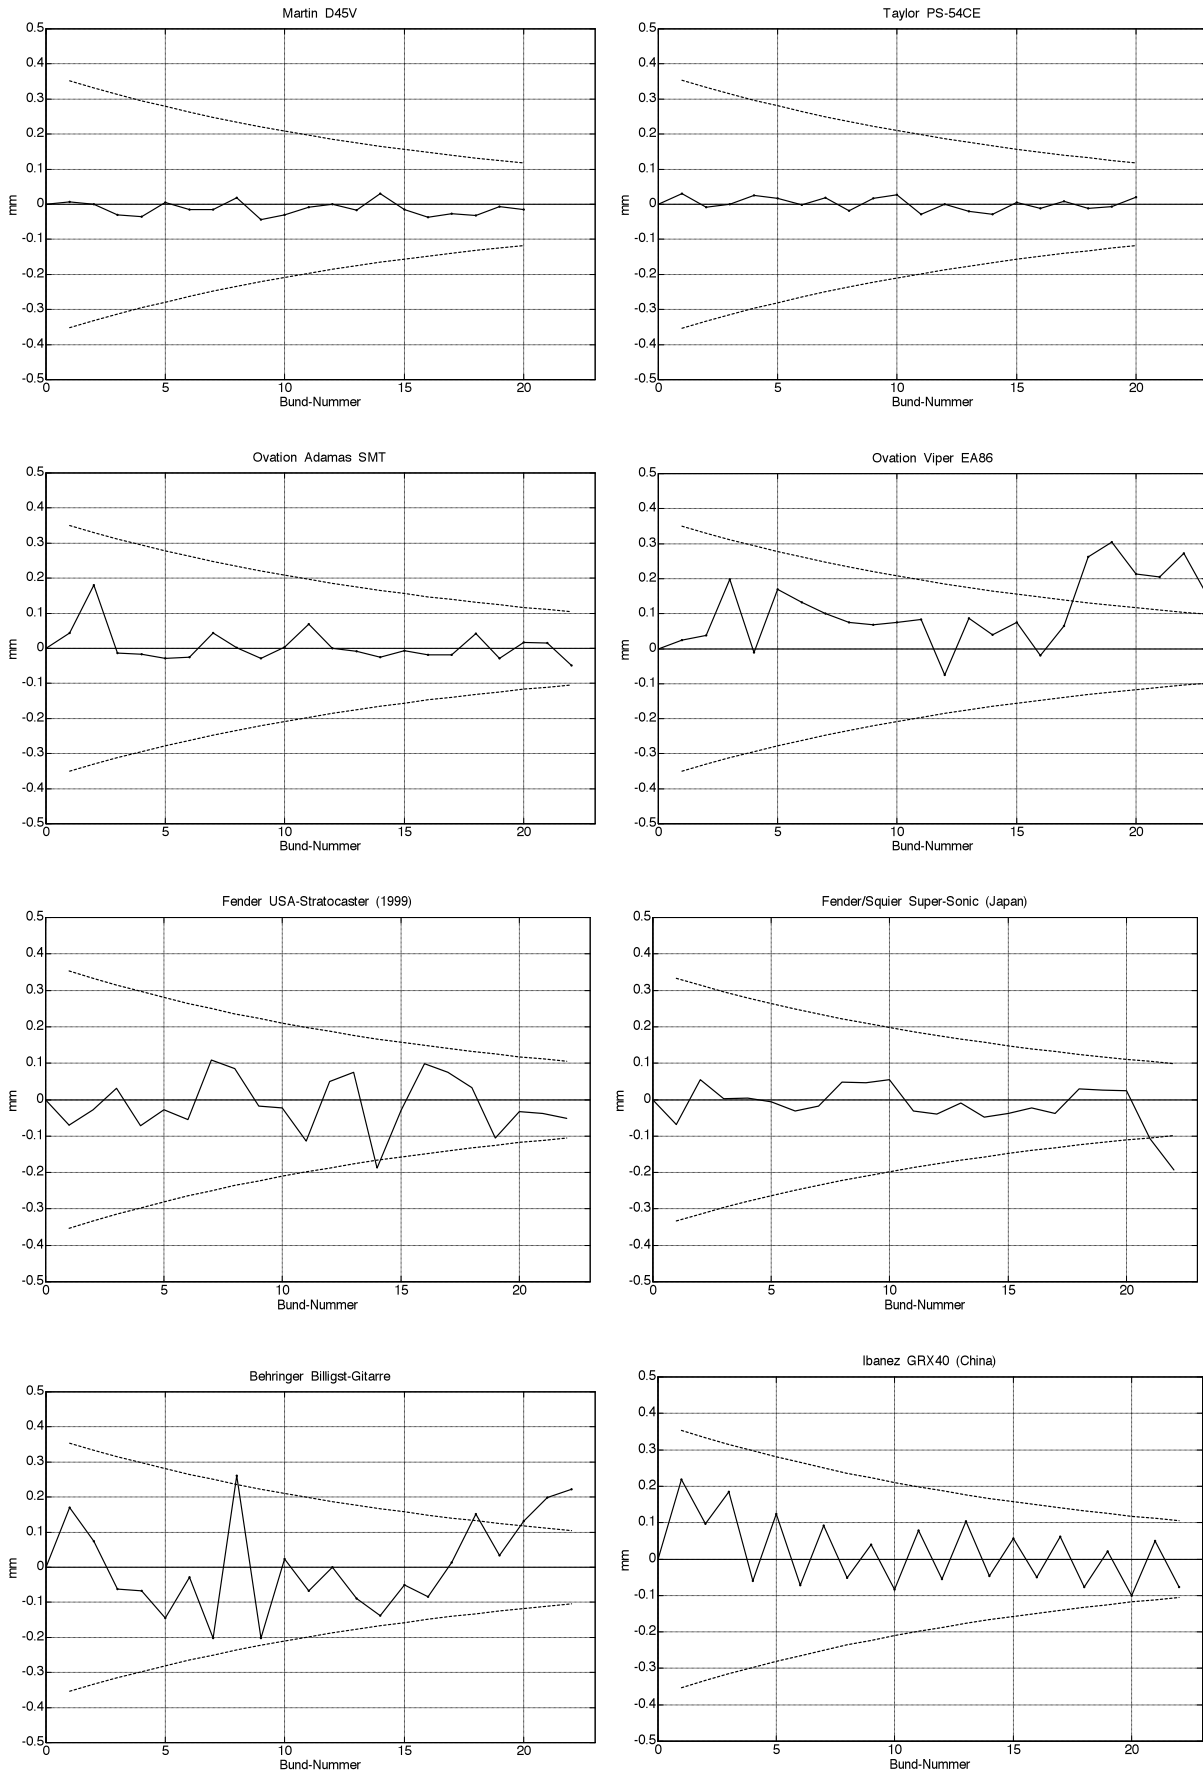 Martin D45V
0.5
0.4
0.3
0.2
0.1
0
-0.1
-0.2
-0.3
-0.4
-0.5
mm
0 5 10 15 20
Bund-Nummer
Taylor PS-54CE
0.5
0.4
0.3
0.2
0.1
0
-0.1
-0.2
-0.3
-0.4
-0.5
mm
0 5 10 15 20
Bund-Nummer
Ovation Adamas SMT
0.5
0.4
0.3
0.2
0.1
0
-0.1
-0.2
-0.3
-0.4
-0.5
mm
0 5 10 15 20
Bund-Nummer
Ovation Viper EA86
0.5
0.4
0.3
0.2
0.1
0
-0.1
-0.2
-0.3
-0.4
-0.5
mm
0 5 10 15 20
Bund-Nummer
Fender USA-Stratocaster (1999)
0.5
0.4
0.3
0.2
0.1
0
-0.1
-0.2
-0.3
-0.4
-0.5
mm
0 5 10 15 20
Bund-Nummer
Fender/Squier Super-Sonic (Japan)
0.5
0.4
0.3
0.2
0.1
0
-0.1
-0.2
-0.3
-0.4
-0.5
mm
0 5 10 15 20
Bund-Nummer
Behringer Billigst-Gitarre
0.5
0.4
0.3
0.2
0.1
0
-0.1
-0.2
-0.3
-0.4
-0.5
mm
0 5 10 15 20
Bund-Nummer
Ibanez GRX40 (China)
0.5
0.4
0.3
0.2
0.1
0
-0.1
-0.2
-0.3
-0.4
-0.5
mm
0 5 10 15 20
Bund-Nummer